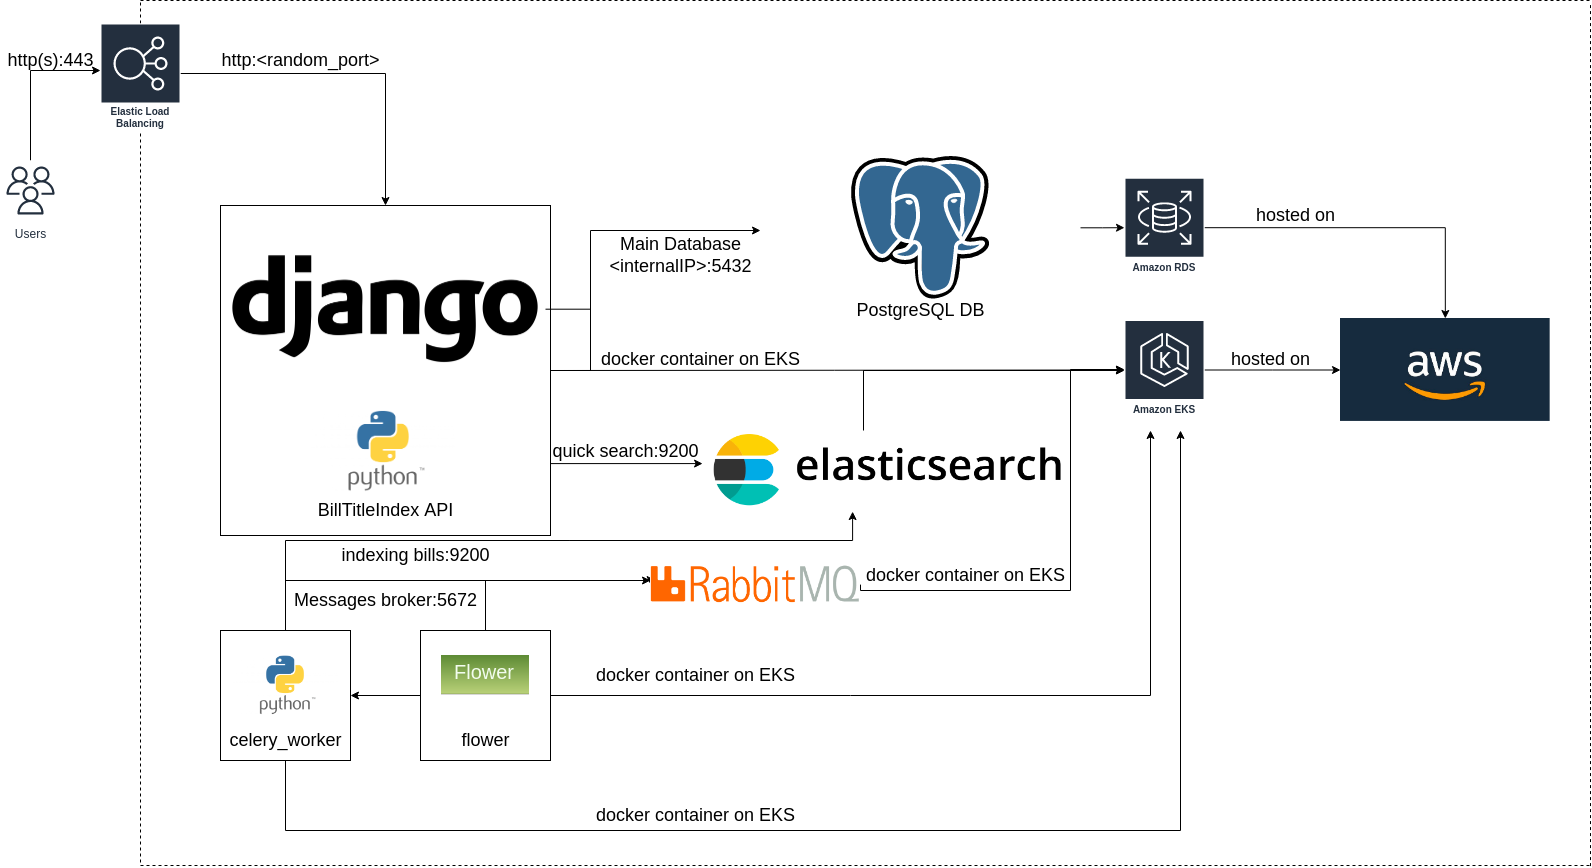 http(s):443
http:<random_port>
Elastic Load
Balancing
Users
django
python™
BillTitleIndex API
Main Database
<internalIP>:5432
PostgreSQL DB
Amazon RDS
hosted on
docker container on EKS
Amazon EKS
hosted on
aws
quick search:9200
elasticsearch
indexing bills:9200
RabbitMQ
docker container on EKS
Messages broker:5672
python™
celery_worker
Flower
flower
docker container on EKS
docker container on EKS